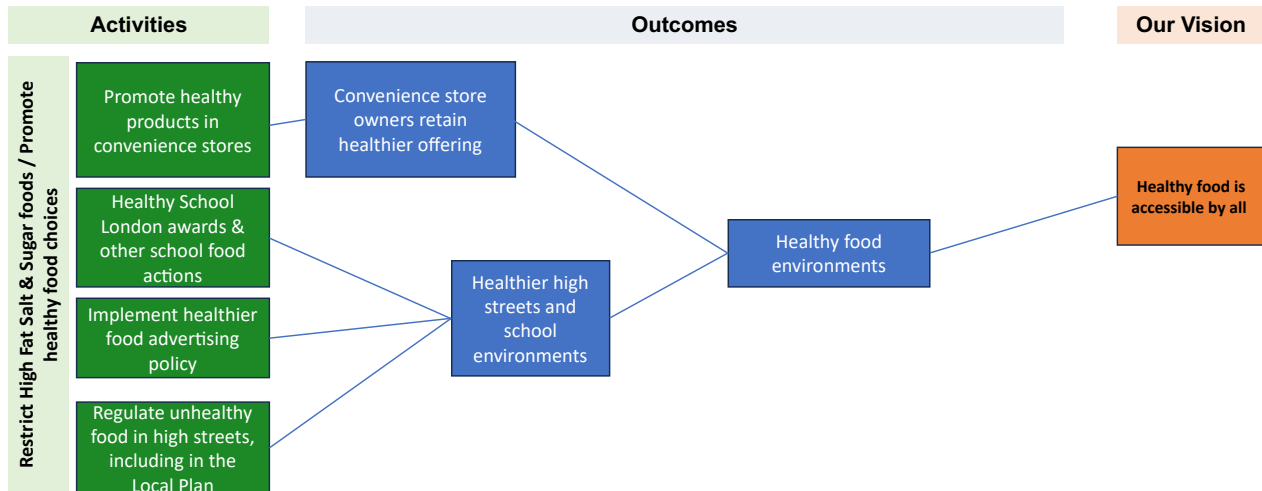 Activities
Outcomes
Our Vision
Restrict High Fat Salt & Sugar foods / Promote
healthy food choices
Promote healthy
products in
convenience stores
Convenience store
owners retain
healthier offering
Healthy School
London awards &
other school food
actions
Implement healthier
food advertising
policy
Regulate unhealthy
food in high streets,
including in the
Local Plan
Healthier high
streets and
school
environments
Healthy food
environments
Healthy food is
accessible by all